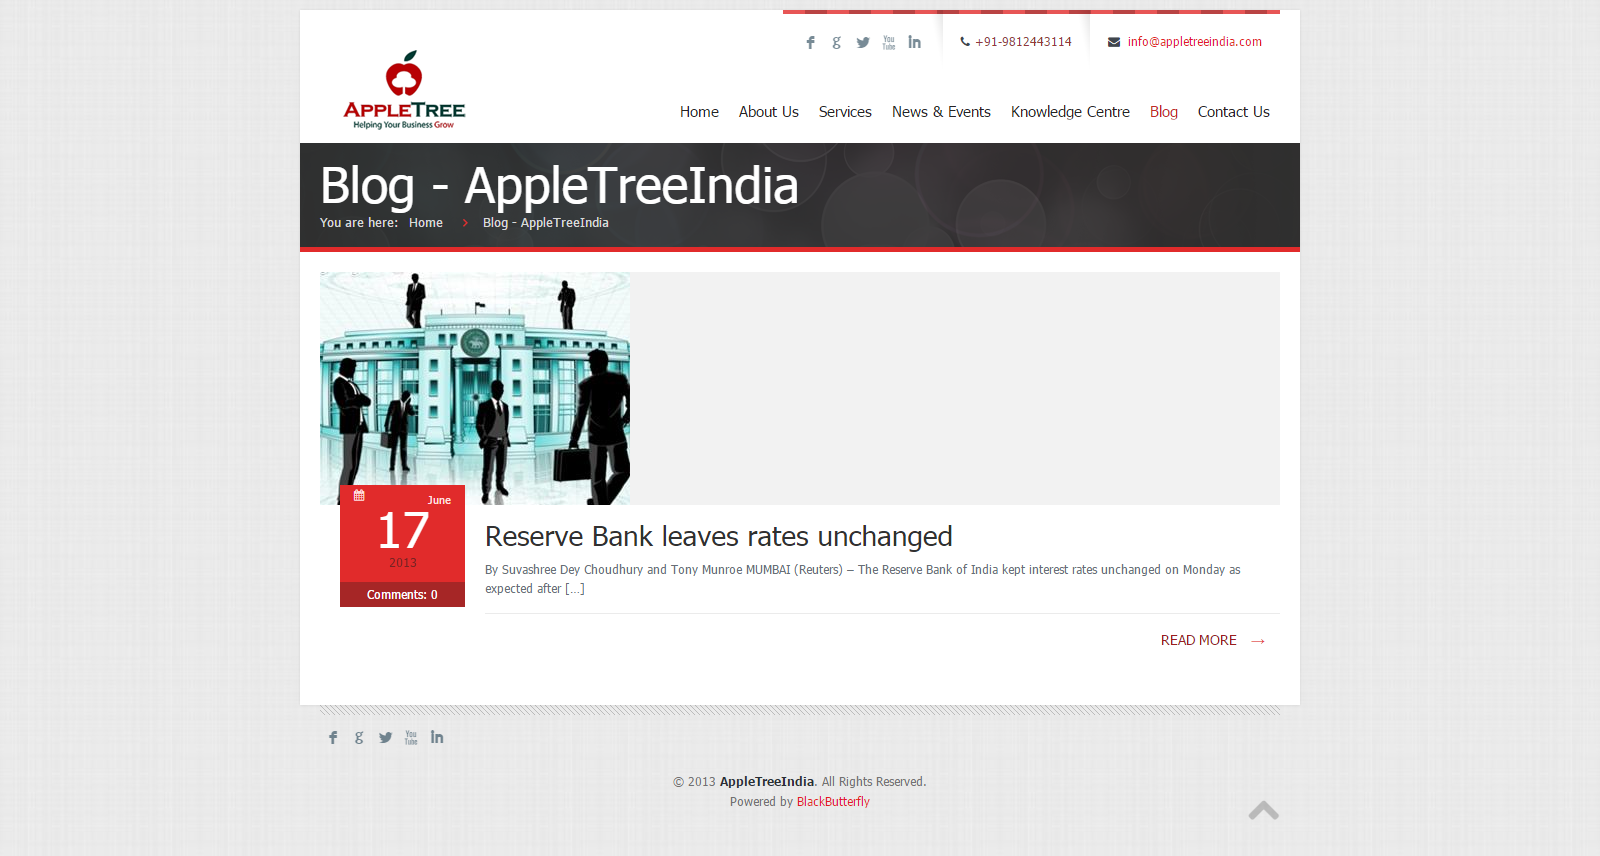 +91-9812443114
info@appletreeindia.com
APPLETREE
Helping Your Business Grow
Home
About Us
Services
News & Events
Knowledge Centre
Blog
Contact Us
Blog - AppleTreeIndia
You are here: Home > Blog - AppleTreeIndia
June
17
2013
Comments: 0
Reserve Bank leaves rates unchanged
By Suvashree Dey Choudhury and Tony Munroe MUMBAI (Reuters) – The Reserve Bank of India kept interest rates unchanged on Monday as
expected after […]
READ MORE →
You Tube
© 2013 AppleTreeIndia. All Rights Reserved.
Powered by BlackButterfly